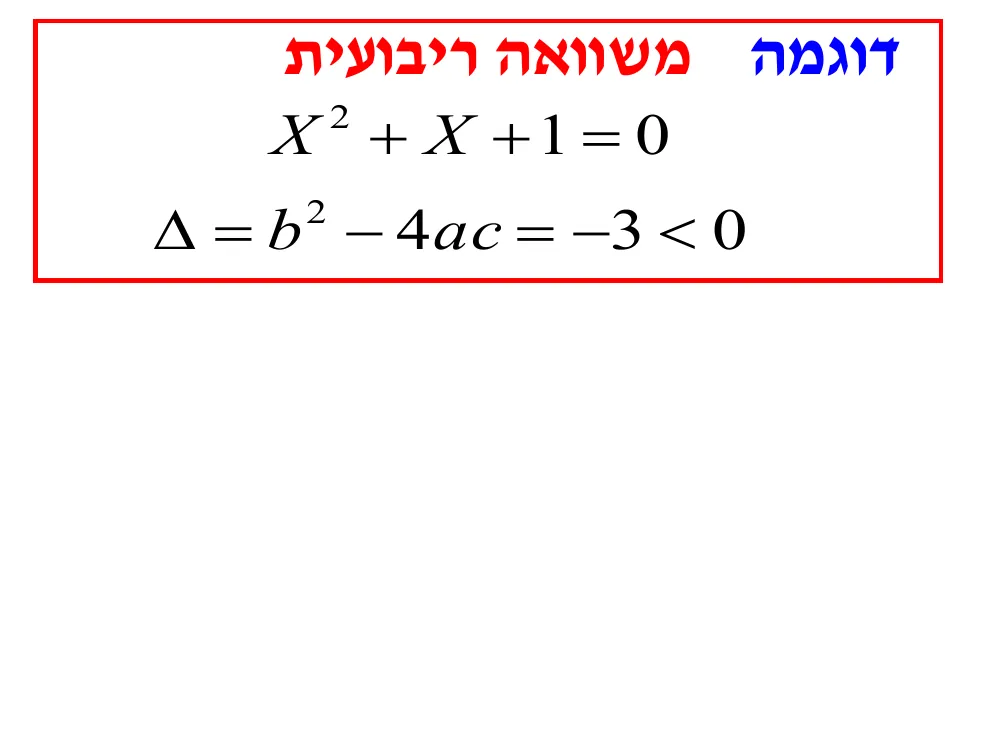 דוגמה משוואה ריבועית
X² + X + 1 = 0
Δ = b² − 4ac = −3 < 0